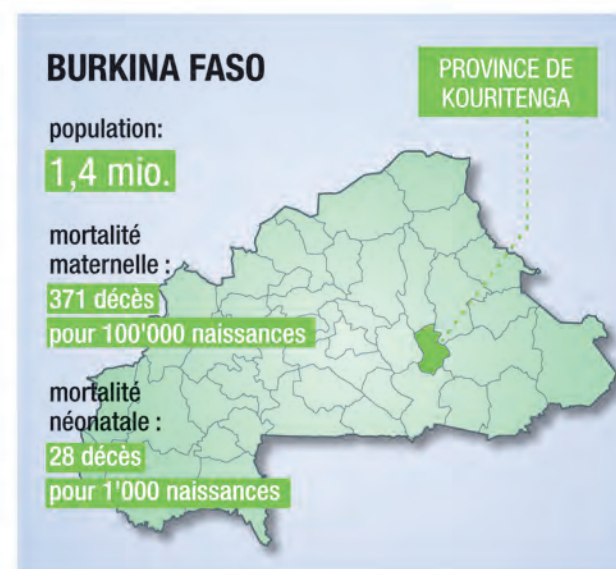 BURKINA FASO
PROVINCE DE
KOURITENGA
population:
1,4 mio.
mortalité
maternelle :
371 décès
pour 100'000 naissances
mortalité
néonatale :
28 décès
pour 1'000 naissances